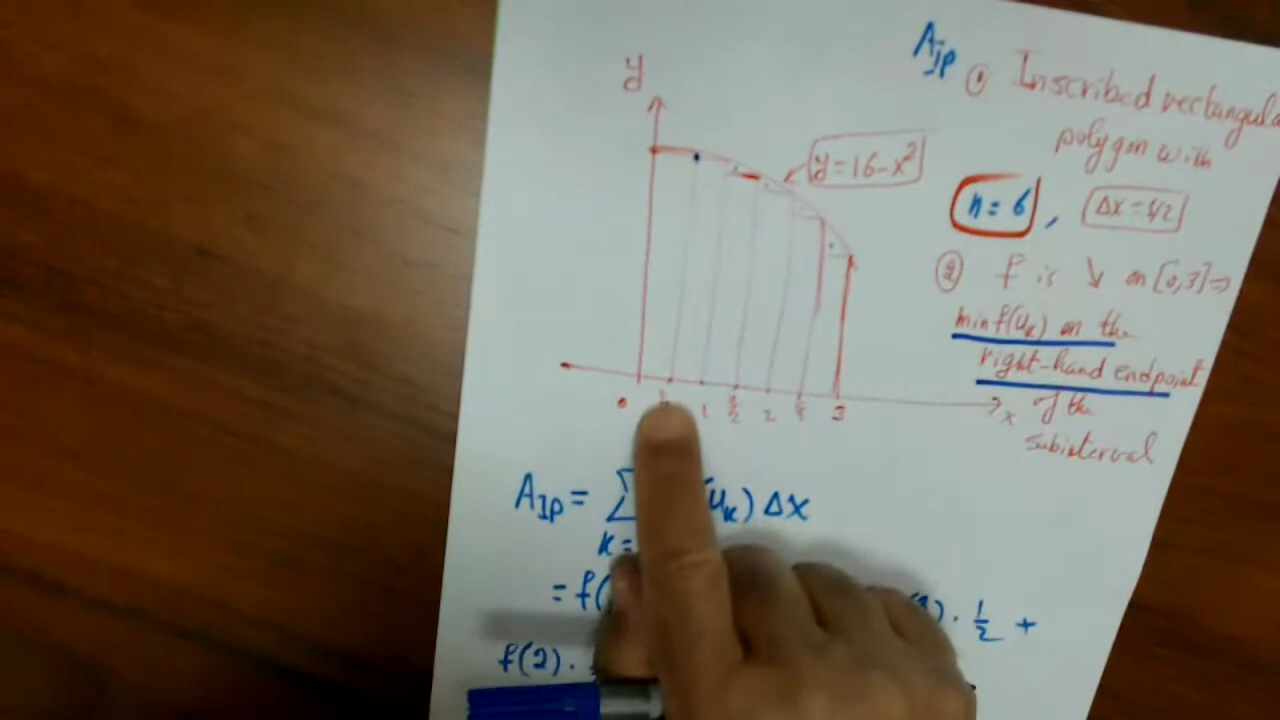 y
y = 16 - x²
0 1 3/2 2 3
x
A_IP ① Inscribed rectangula
polygon with
n = 6 , Δx = 1/2
② f is ↘ on [0,3] ⇒
min f(u_k) on the
right-hand endpoint
of the
subinterval
A_IP = ∑ (u_k) Δx
k =
= f( ) · 1/2 +
f(2) ·